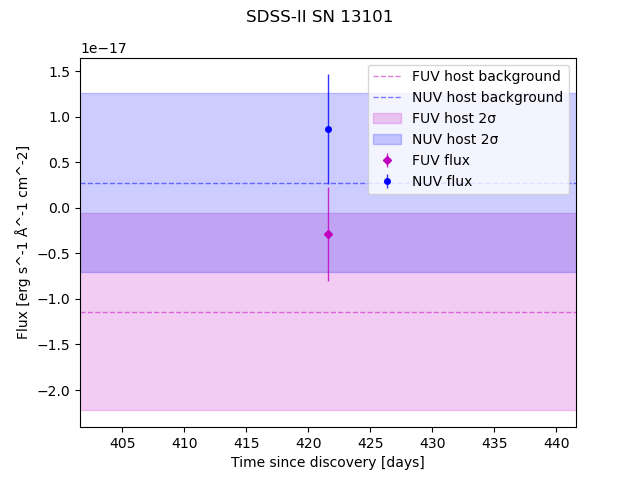 SDSS-II SN 13101
1e−17
FUV host background
NUV host background
FUV host 2σ
NUV host 2σ
FUV flux
NUV flux
1.5
1.0
0.5
0.0
−0.5
−1.0
−1.5
−2.0
Flux [erg s^-1 Å^-1 cm^-2]
405
410
415
420
425
430
435
440
Time since discovery [days]